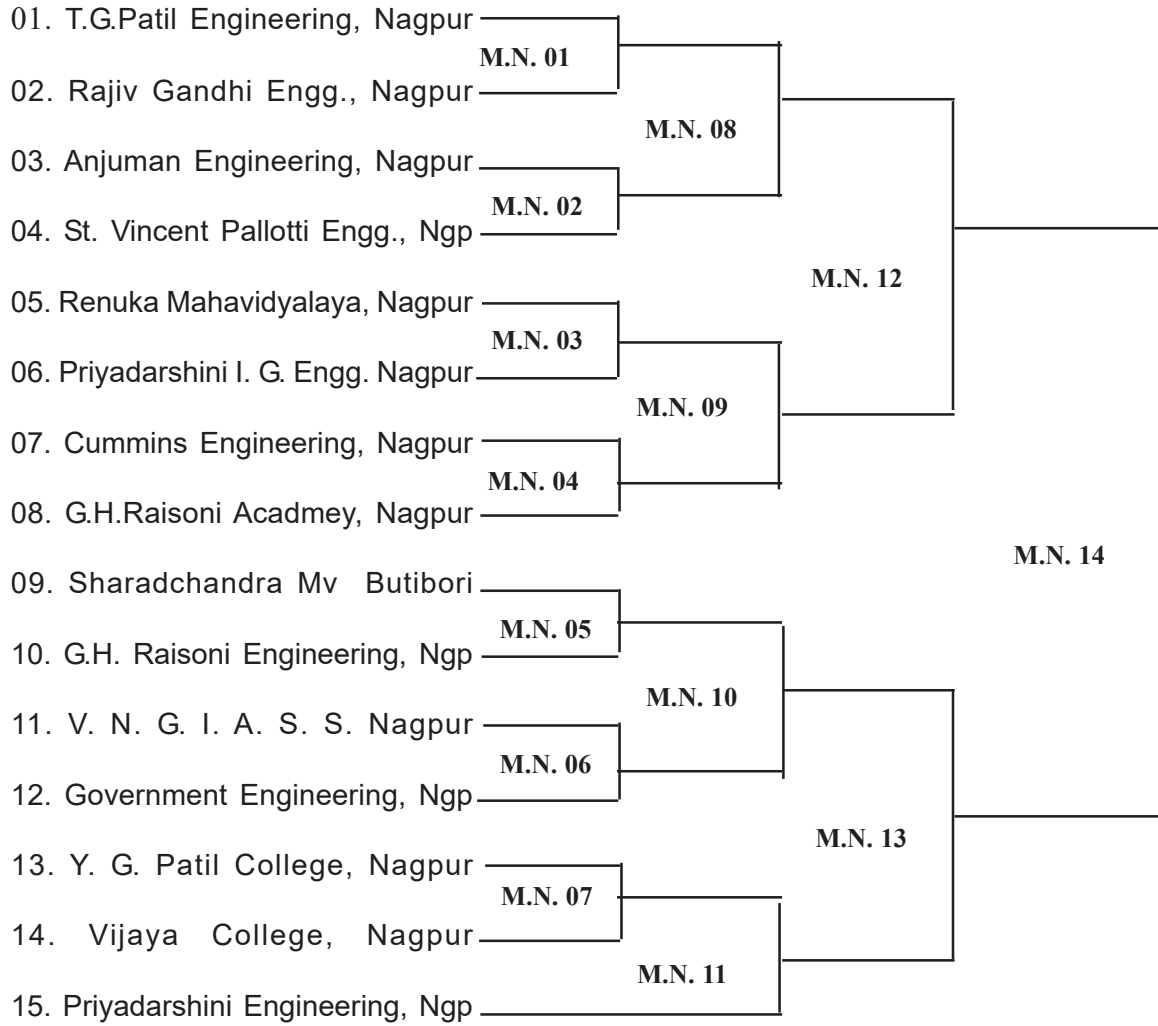 01. T.G.Patil Engineering, Nagpur
M.N. 01
02. Rajiv Gandhi Engg., Nagpur
M.N. 08
03. Anjuman Engineering, Nagpur
M.N. 02
04. St. Vincent Pallotti Engg., Ngp
M.N. 12
05. Renuka Mahavidyalaya, Nagpur
M.N. 03
06. Priyadarshini I. G. Engg. Nagpur
M.N. 09
07. Cummins Engineering, Nagpur
M.N. 04
08. G.H.Raisoni Acadmey, Nagpur
M.N. 14
09. Sharadchandra Mv Butibori
M.N. 05
10. G.H. Raisoni Engineering, Ngp
M.N. 10
11. V. N. G. I. A. S. S. Nagpur
M.N. 06
12. Government Engineering, Ngp
M.N. 13
13. Y. G. Patil College, Nagpur
M.N. 07
14. Vijaya College, Nagpur
M.N. 11
15. Priyadarshini Engineering, Ngp